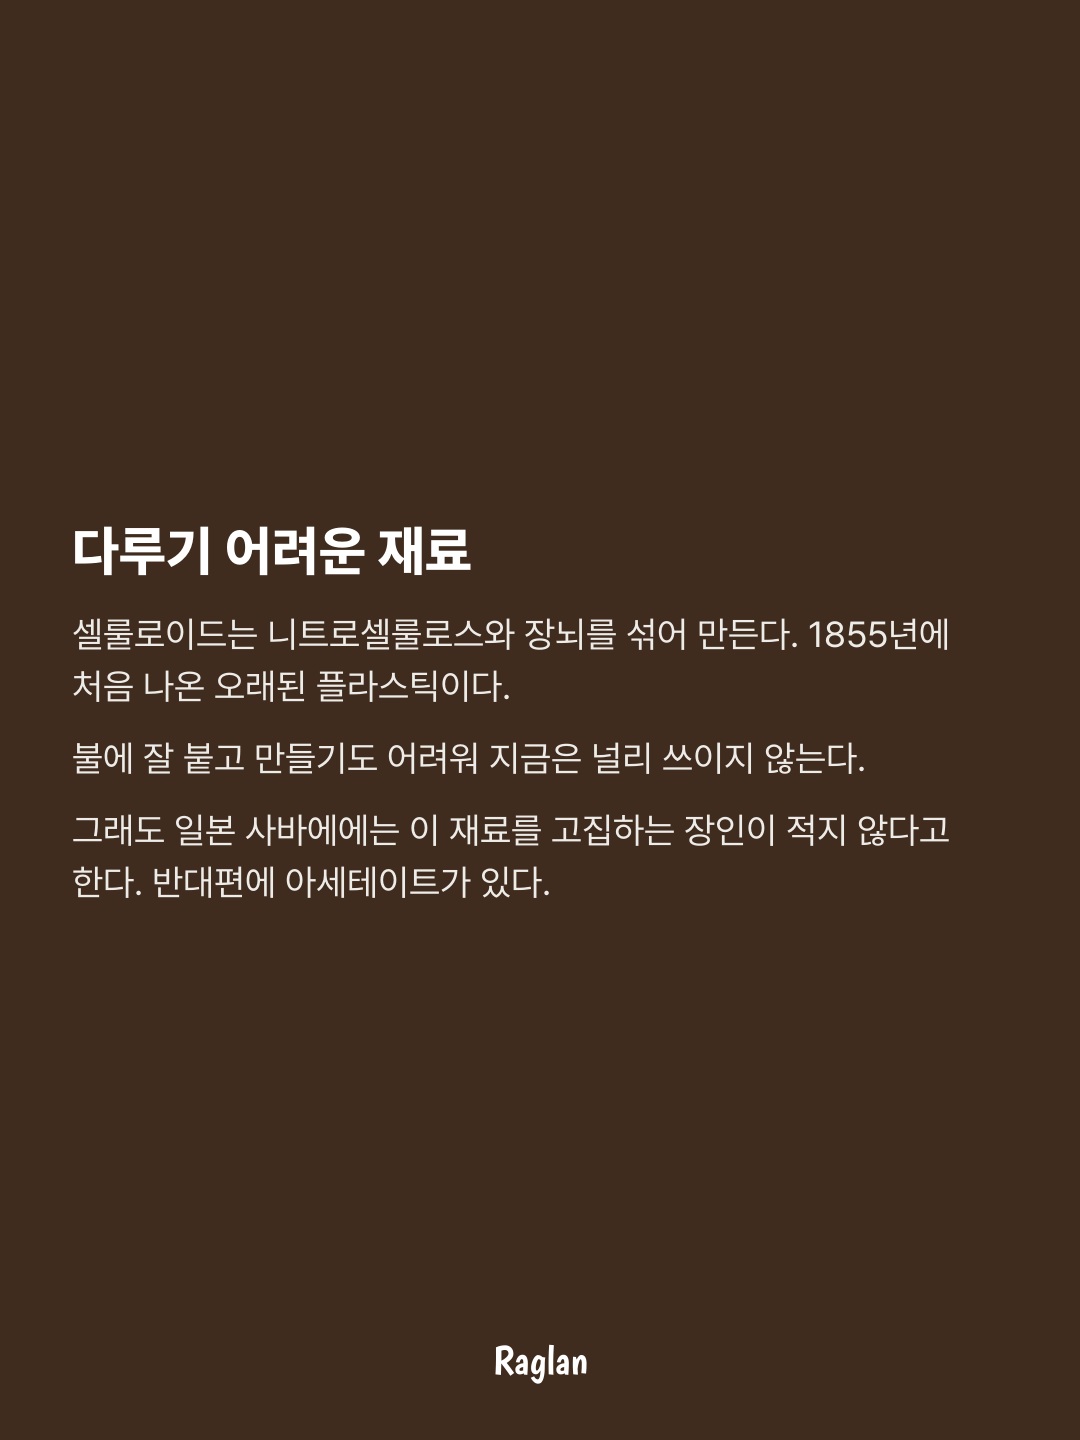 다루기 어려운 재료
셀룰로이드는 니트로셀룰로스와 장뇌를 섞어 만든다. 1855년에
처음 나온 오래된 플라스틱이다.
불에 잘 붙고 만들기도 어려워 지금은 널리 쓰이지 않는다.
그래도 일본 사바에에는 이 재료를 고집하는 장인이 적지 않다고
한다. 반대편에 아세테이트가 있다.
Raglan